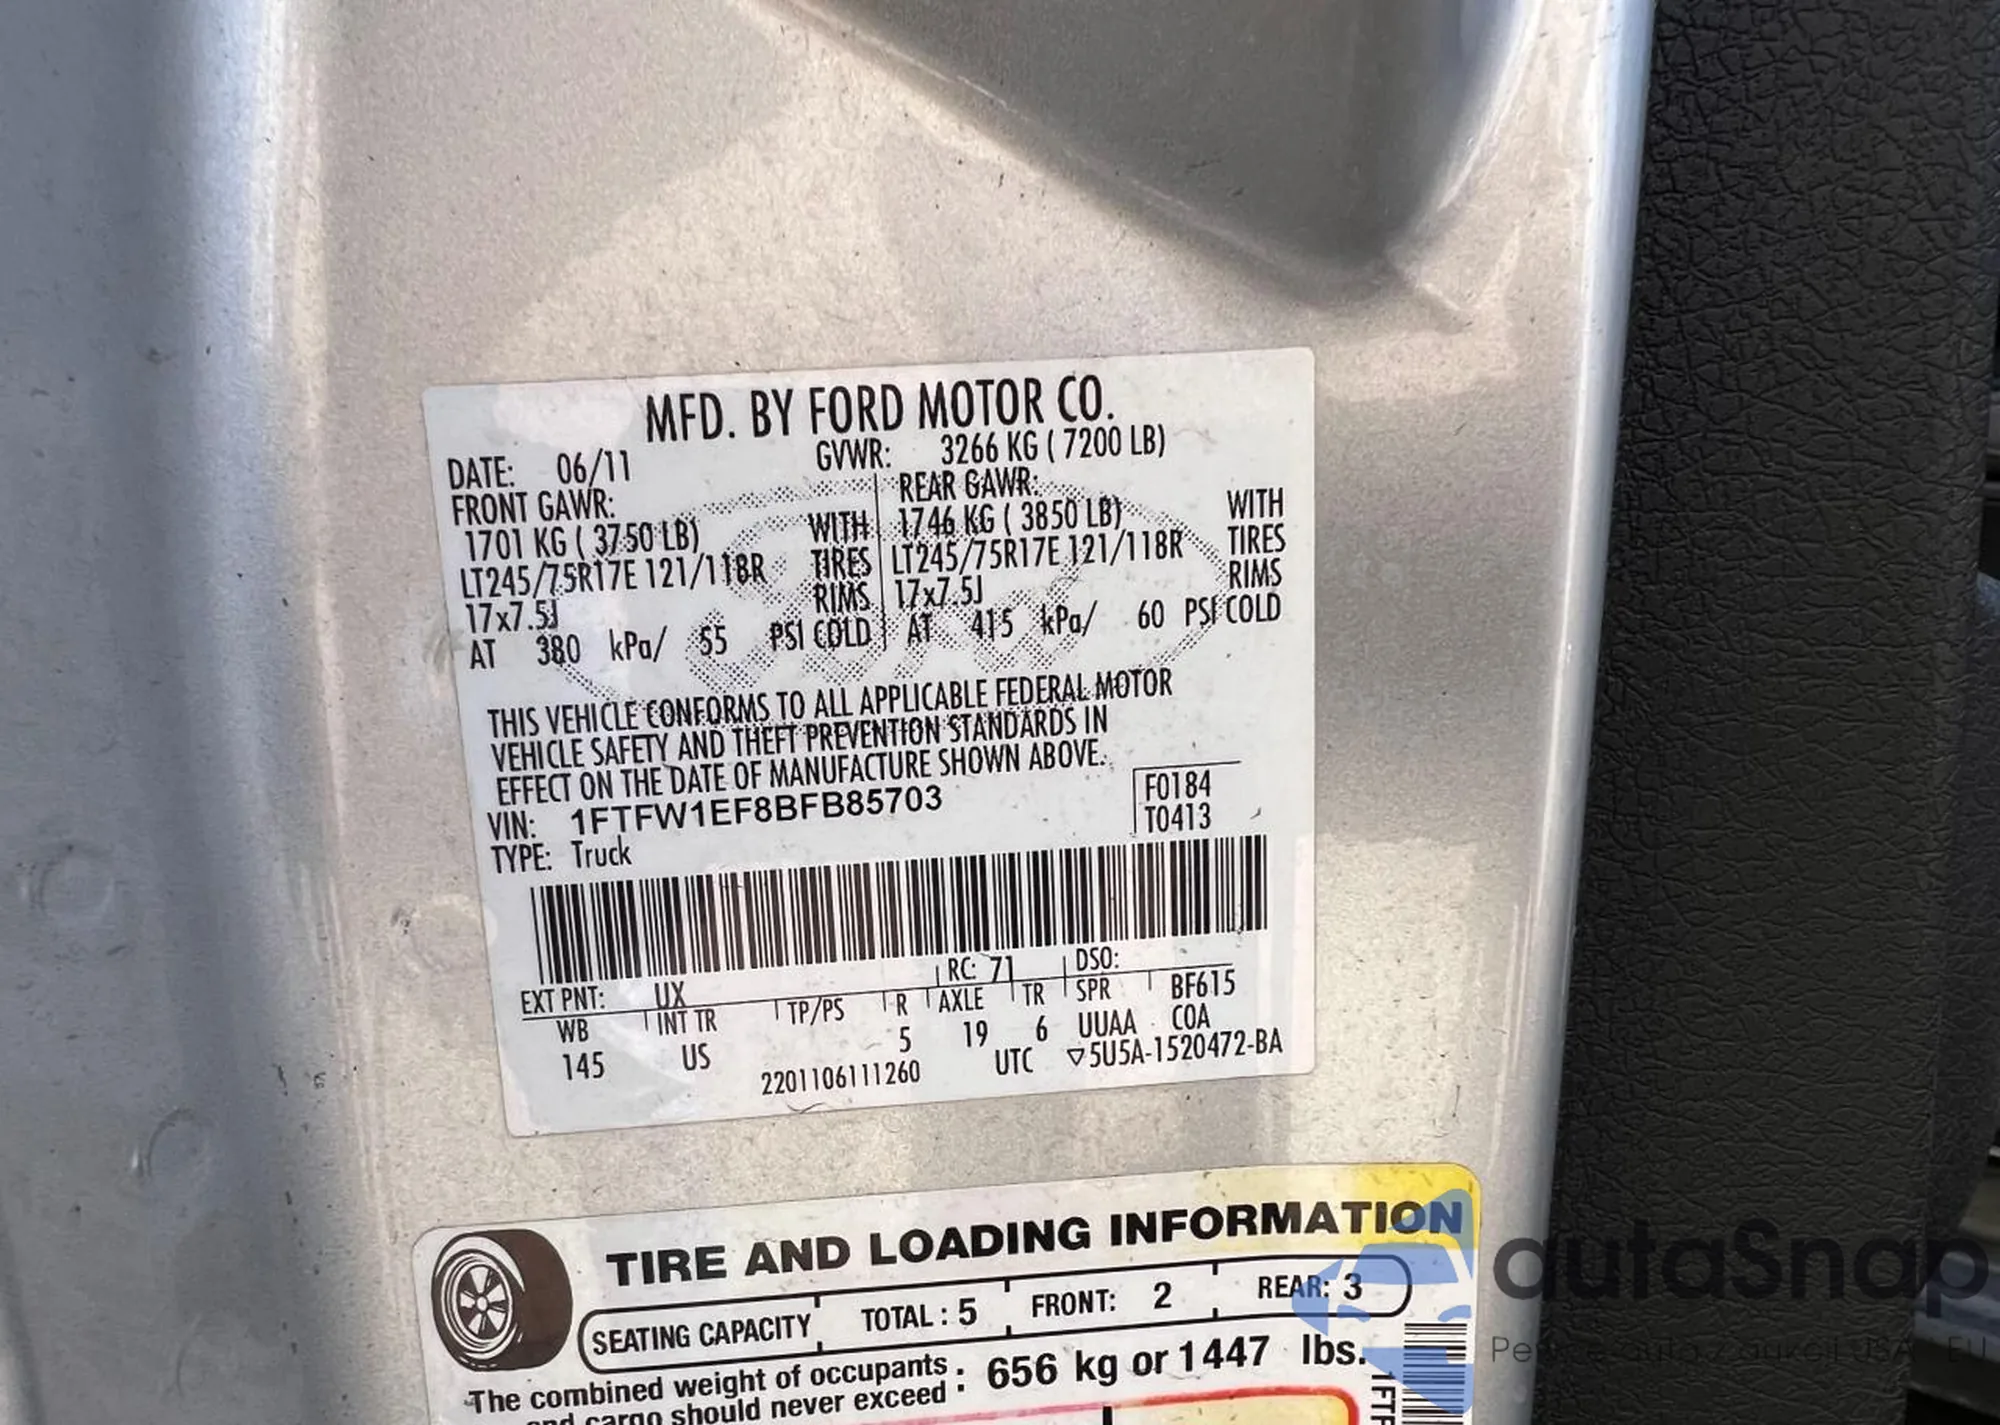 MFD. BY FORD MOTOR CO.
DATE: 06/11 GVWR: 3266 KG ( 7200 LB)
FRONT GAWR: REAR GAWR:
1701 KG ( 3750 LB) WITH 1746 KG ( 3850 LB) WITH
LT245/75R17E 121/118R TIRES LT245/75R17E 121/118R TIRES
17x7.5J RIMS 17x7.5J RIMS
AT 380 kPa/ 55 PSI COLD AT 415 kPa/ 60 PSI COLD
THIS VEHICLE CONFORMS TO ALL APPLICABLE FEDERAL MOTOR
VEHICLE SAFETY AND THEFT PREVENTION STANDARDS IN
EFFECT ON THE DATE OF MANUFACTURE SHOWN ABOVE.
VIN: 1FTFW1EF8BFB85703 F0184
TYPE: Truck T0413
EXT PNT: UX RC: 71 DSO:
WB INT TR TP/PS R AXLE TR SPR BF615
145 US 5 19 6 UUAA COA
2201106111260 UTC ▽5U5A-1520472-BA
TIRE AND LOADING INFORMATION
SEATING CAPACITY TOTAL : 5 FRONT: 2 REAR: 3
The combined weight of occupants : 656 kg or 1447 lbs.
and cargo should never exceed :
1FTF
autaSnap
USA
EU